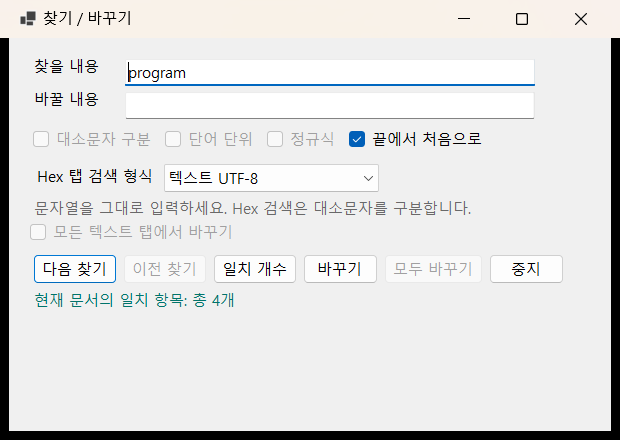 찾기 / 바꾸기
찾을 내용 program
바꿀 내용
대소문자 구분 단어 단위 정규식 끝에서 처음으로
Hex 탭 검색 형식 텍스트 UTF-8
문자열을 그대로 입력하세요. Hex 검색은 대소문자를 구분합니다.
모든 텍스트 탭에서 바꾸기
다음 찾기 이전 찾기 일치 개수 바꾸기 모두 바꾸기 중지
현재 문서의 일치 항목: 총 4개